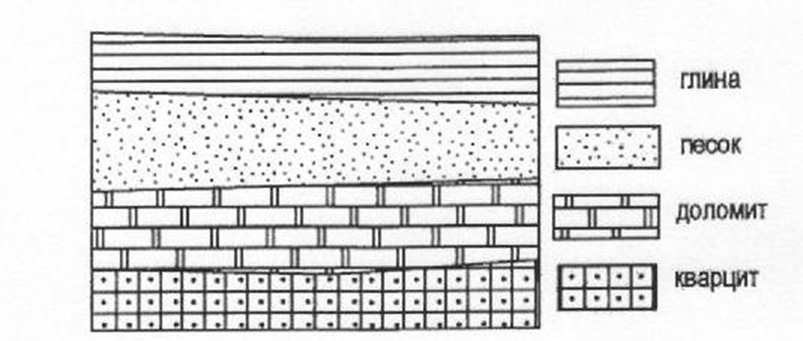 глина
песок
доломит
кварцит